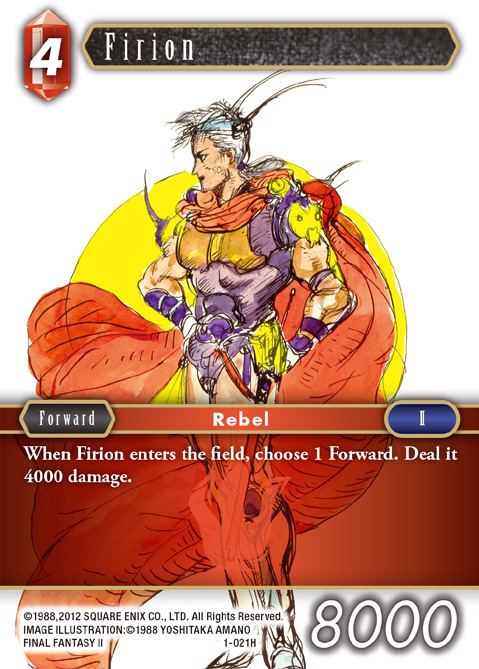 4
Firion
Forward
Rebel
II
When Firion enters the field, choose 1 Forward. Deal it
4000 damage.
©1988,2012 SQUARE ENIX CO., LTD. All Rights Reserved.
IMAGE ILLUSTRATION:©1988 YOSHITAKA AMANO
FINAL FANTASY II
1-021H
8000